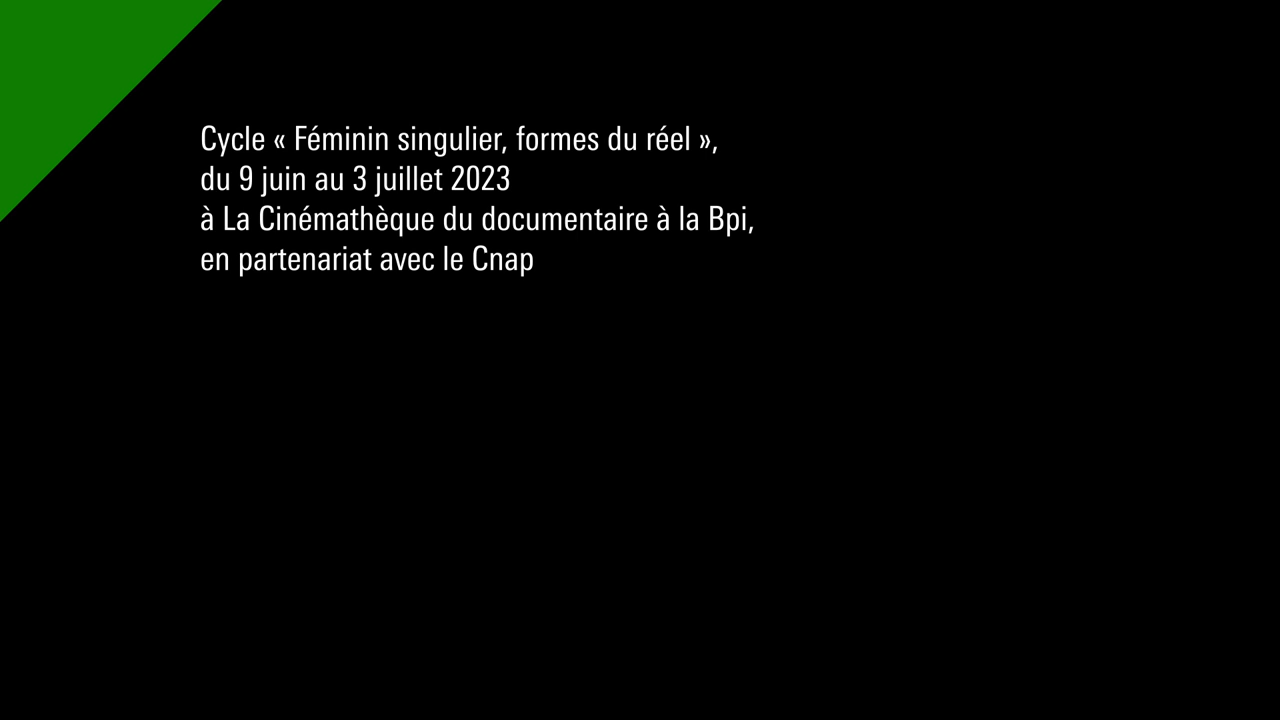 Cycle « Féminin singulier, formes du réel »,
du 9 juin au 3 juillet 2023
à La Cinémathèque du documentaire à la Bpi,
en partenariat avec le Cnap